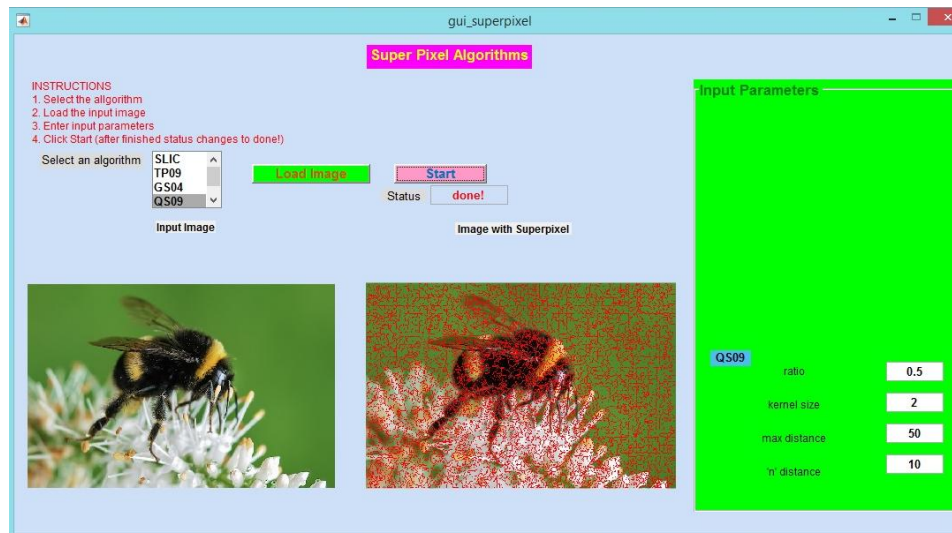 gui_superpixel
Super Pixel Algorithms
INSTRUCTIONS
1. Select the allgorithm
2. Load the input image
3. Enter input parameters
4. Click Start (after finished status changes to done!)
Select an algorithm
SLIC
TP09
GS04
QS09
Load Image
Start
Status done!
Input Image
Image with Superpixel
Input Parameters
QS09
ratio 0.5
kernel size 2
max distance 50
'n' distance 10